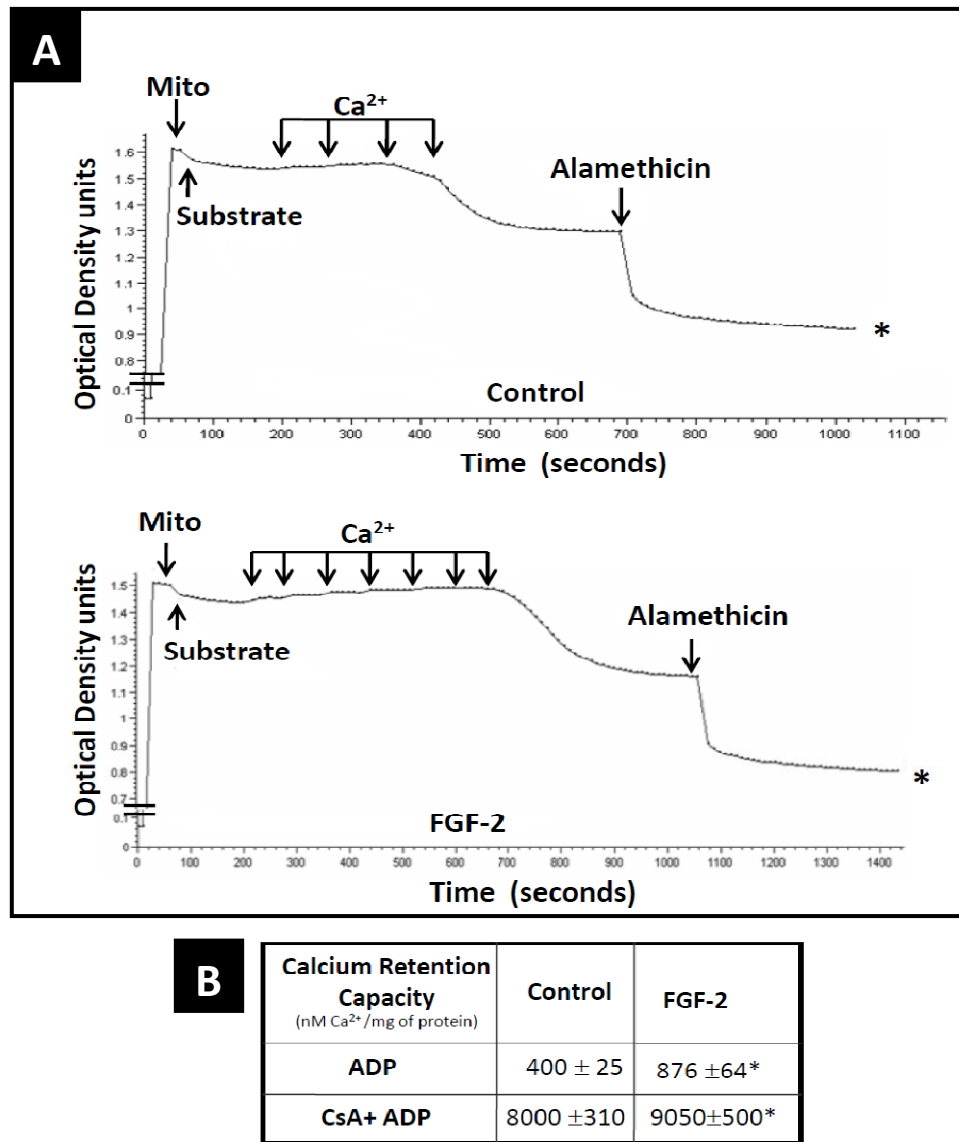 A
Mito
Ca²⁺
Alamethicin
Substrate
Optical Density units
1.6
1.5
1.4
1.3
1.1
1
0.9
0.8
0.1
0
*
Control
0 100 200 300 400 500 600 700 800 900 1000 1100
Time (seconds)
Mito
Ca²⁺
Alamethicin
Substrate
Optical Density units
1.5
1.4
1.3
1.2
1.1
1
0.9
0.8
0.7
0.1
0
*
FGF-2
0 100 200 300 400 500 600 700 800 900 1000 1100 1200 1300 1400
Time (seconds)
B
Calcium Retention Capacity (nM Ca²⁺/mg of protein) Control FGF-2
ADP 400 ± 25 876 ±64*
CsA+ ADP 8000 ±310 9050±500*